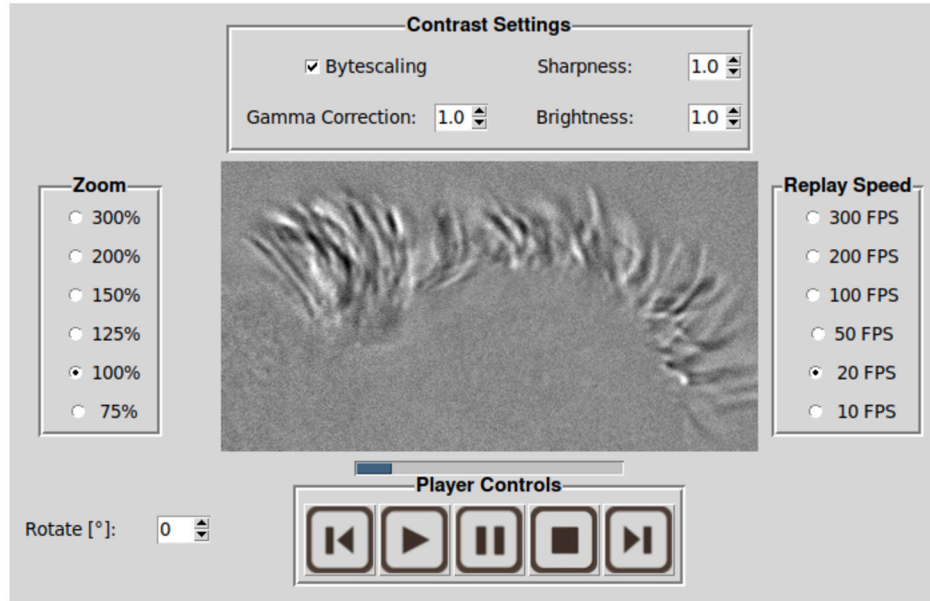 Contrast Settings
Bytescaling
Sharpness: 1.0
Gamma Correction: 1.0
Brightness: 1.0
Zoom
300%
200%
150%
125%
100%
75%
Replay Speed
300 FPS
200 FPS
100 FPS
50 FPS
20 FPS
10 FPS
Player Controls
Rotate [°]: 0